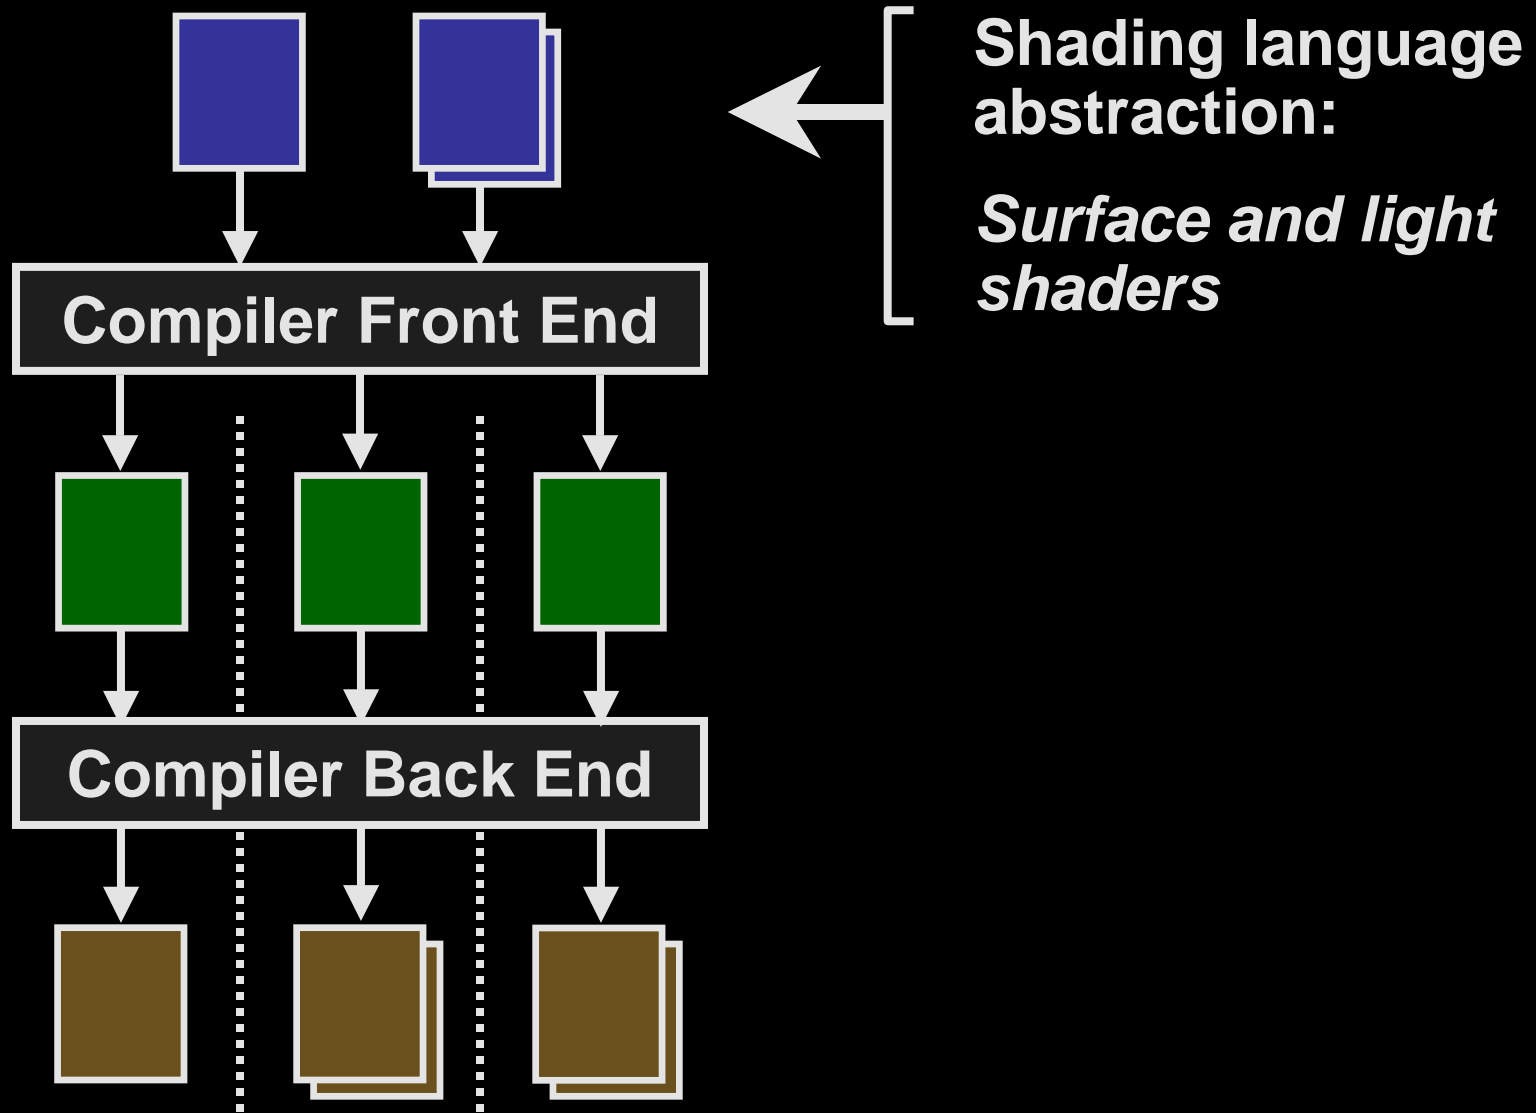 Shading language
abstraction:
Surface and light
shaders
Compiler Front End
Compiler Back End